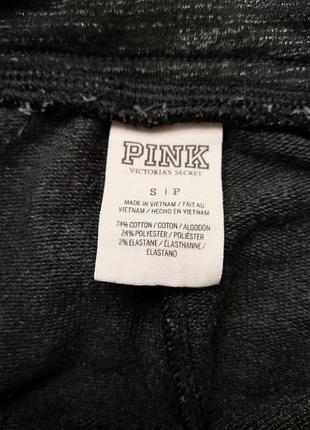 PINK
VICTORIA'S SECRET
S | P
MADE IN VIETNAM / FAIT AU
VIETNAM / HECHO EN VIETNAM
74% COTTON / COTON / ALGODÓN
24% POLYESTER / POLIÉSTER
2% ELASTANE / ÉLASTHANNE /
ELASTANO